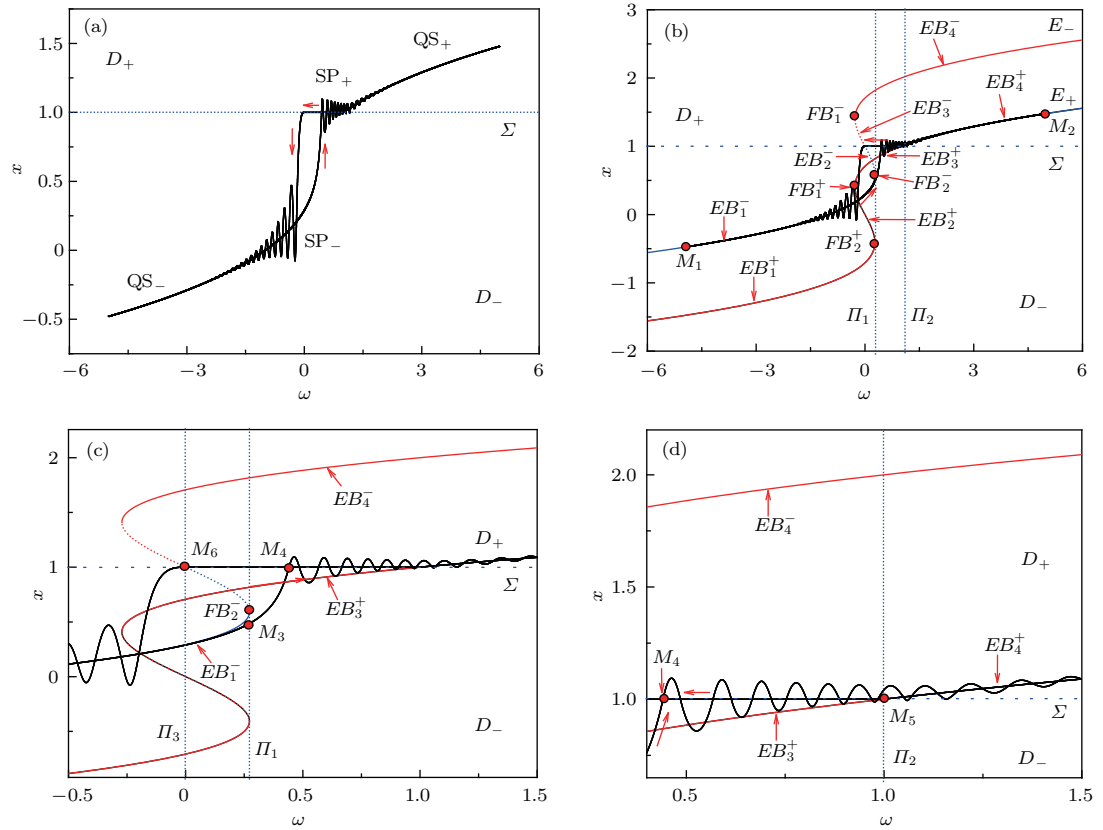 (a)
QS₊
D₊
SP₊
1.5
1.0
Σ
x
0.5
SP₋
0
QS₋
D₋
−0.5
−6 −3 0 3 6
ω
(b)
3
EB₄⁻
E₋
2
FB₁⁻
EB₃⁻
EB₄⁺
E₊
D₊
M₂
1
EB₂⁻
EB₃⁺
Σ
x
FB₁⁺
FB₂⁻
EB₁⁻
0
EB₂⁺
M₁
FB₂⁺
EB₁⁺
−1
Π₁
Π₂
D₋
−2
−6 −3 0 3 6
ω
(c)
2
EB₄⁻
M₆
M₄
D₊
1
Σ
x
FB₂⁻
EB₃⁺
M₃
EB₁⁻
0
Π₃
Π₁
D₋
−0.5 0 0.5 1.0 1.5
ω
(d)
2.0
EB₄⁻
D₊
1.5
x
M₄
EB₄⁺
1.0
M₅
Σ
EB₃⁺
Π₂
D₋
0.5 1.0 1.5
ω